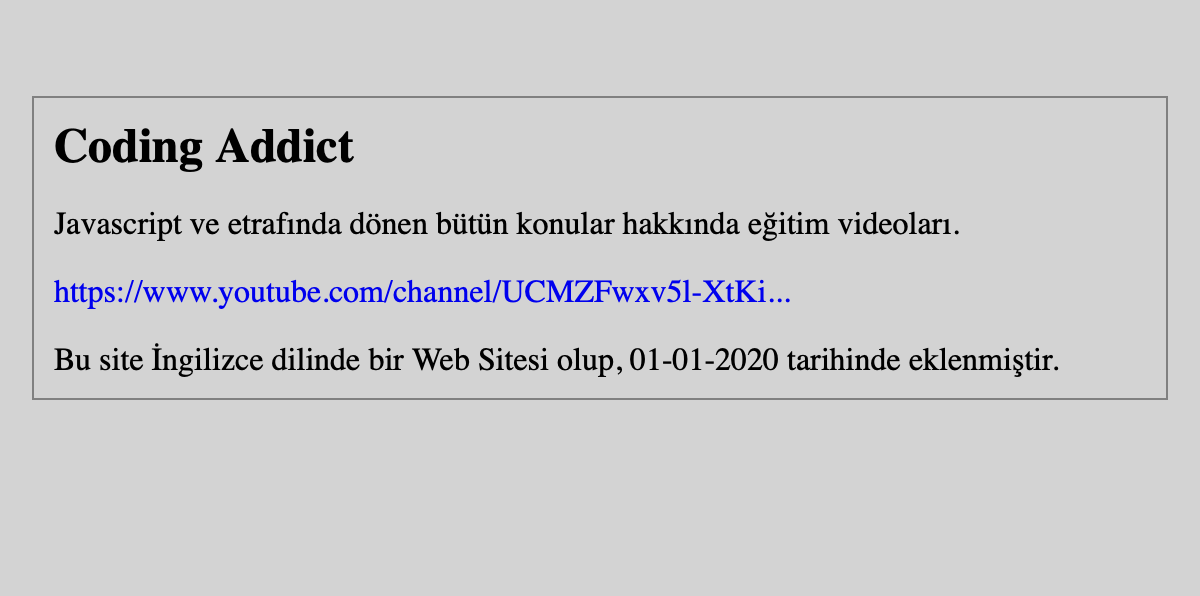 Coding Addict
Javascript ve etrafında dönen bütün konular hakkında eğitim videoları.
https://www.youtube.com/channel/UCMZFwxv5l-XtKi...
Bu site İngilizce dilinde bir Web Sitesi olup, 01-01-2020 tarihinde eklenmiştir.